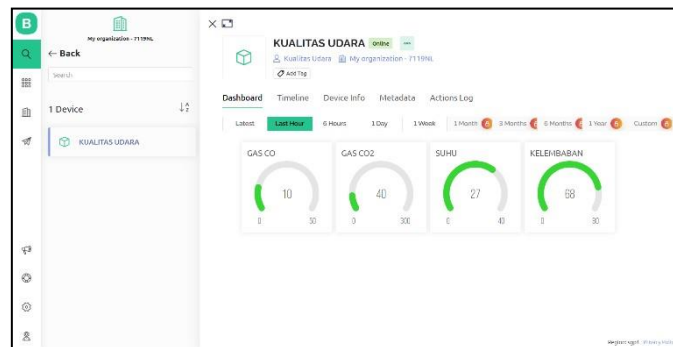 B
My organization - 7119NL
← Back
Search
1 Device
KUALITAS UDARA
KUALITAS UDARA Online ...
Kualitas Udara My organization - 7119NL
Add Tag
Dashboard Timeline Device Info Metadata Actions Log
Latest Last Hour 6 Hours 1 Day 1 Week 1 Month 3 Months 6 Months 1 Year Custom
GAS CO GAS CO2 SUHU KELEMBABAN
10 40 27 68
0 50 0 300 0 40 0 90